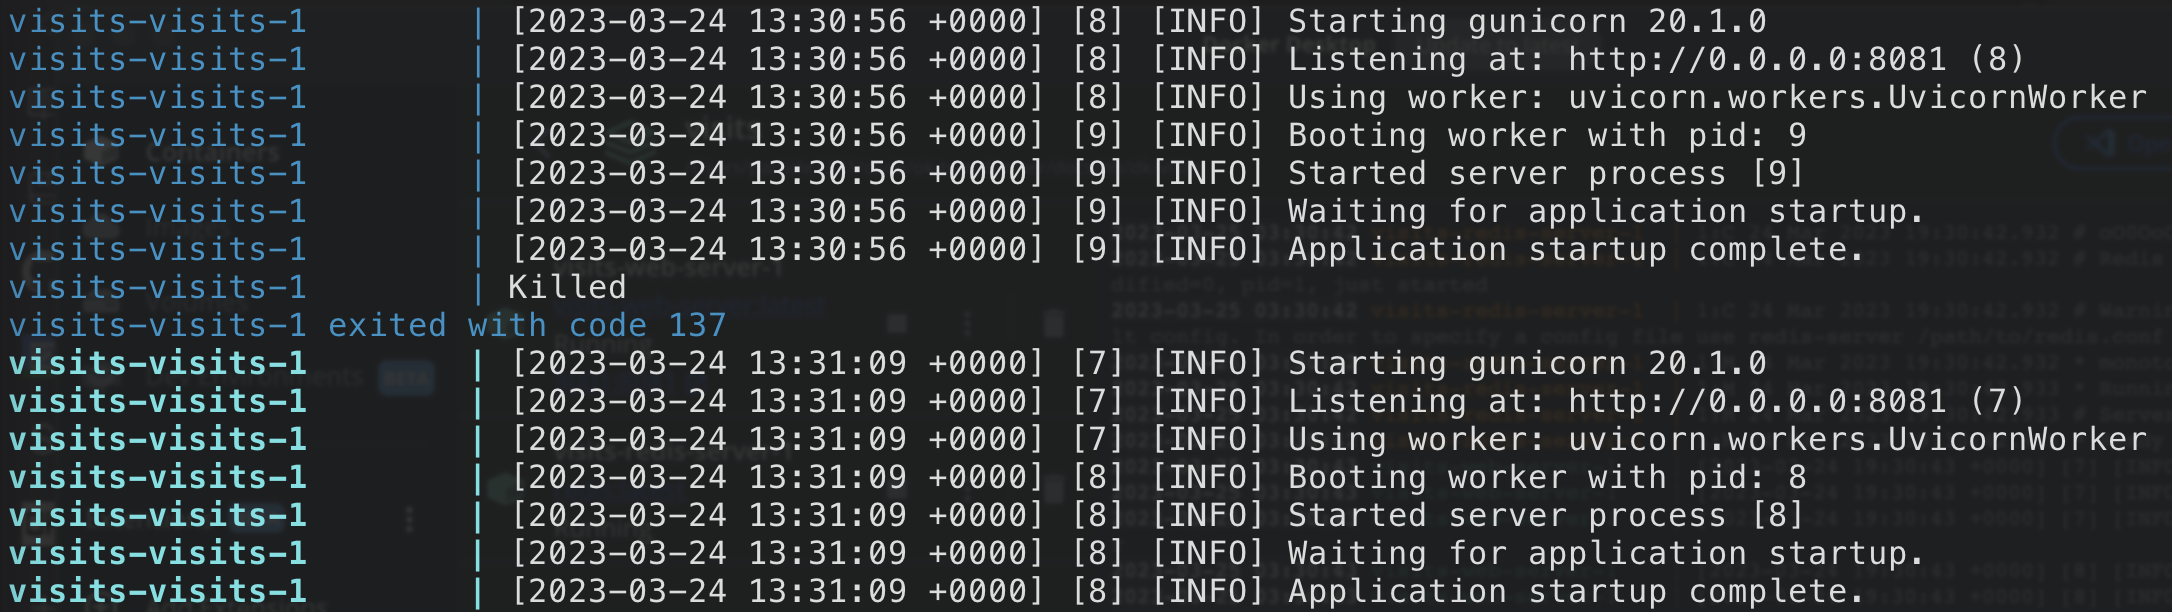 visits-visits-1 | [2023-03-24 13:30:56 +0000] [8] [INFO] Starting gunicorn 20.1.0
visits-visits-1 | [2023-03-24 13:30:56 +0000] [8] [INFO] Listening at: http://0.0.0.0:8081 (8)
visits-visits-1 | [2023-03-24 13:30:56 +0000] [8] [INFO] Using worker: uvicorn.workers.UvicornWorker
visits-visits-1 | [2023-03-24 13:30:56 +0000] [9] [INFO] Booting worker with pid: 9
visits-visits-1 | [2023-03-24 13:30:56 +0000] [9] [INFO] Started server process [9]
visits-visits-1 | [2023-03-24 13:30:56 +0000] [9] [INFO] Waiting for application startup.
visits-visits-1 | [2023-03-24 13:30:56 +0000] [9] [INFO] Application startup complete.
visits-visits-1 | Killed
visits-visits-1 exited with code 137
visits-visits-1 | [2023-03-24 13:31:09 +0000] [7] [INFO] Starting gunicorn 20.1.0
visits-visits-1 | [2023-03-24 13:31:09 +0000] [7] [INFO] Listening at: http://0.0.0.0:8081 (7)
visits-visits-1 | [2023-03-24 13:31:09 +0000] [7] [INFO] Using worker: uvicorn.workers.UvicornWorker
visits-visits-1 | [2023-03-24 13:31:09 +0000] [8] [INFO] Booting worker with pid: 8
visits-visits-1 | [2023-03-24 13:31:09 +0000] [8] [INFO] Started server process [8]
visits-visits-1 | [2023-03-24 13:31:09 +0000] [8] [INFO] Waiting for application startup.
visits-visits-1 | [2023-03-24 13:31:09 +0000] [8] [INFO] Application startup complete.